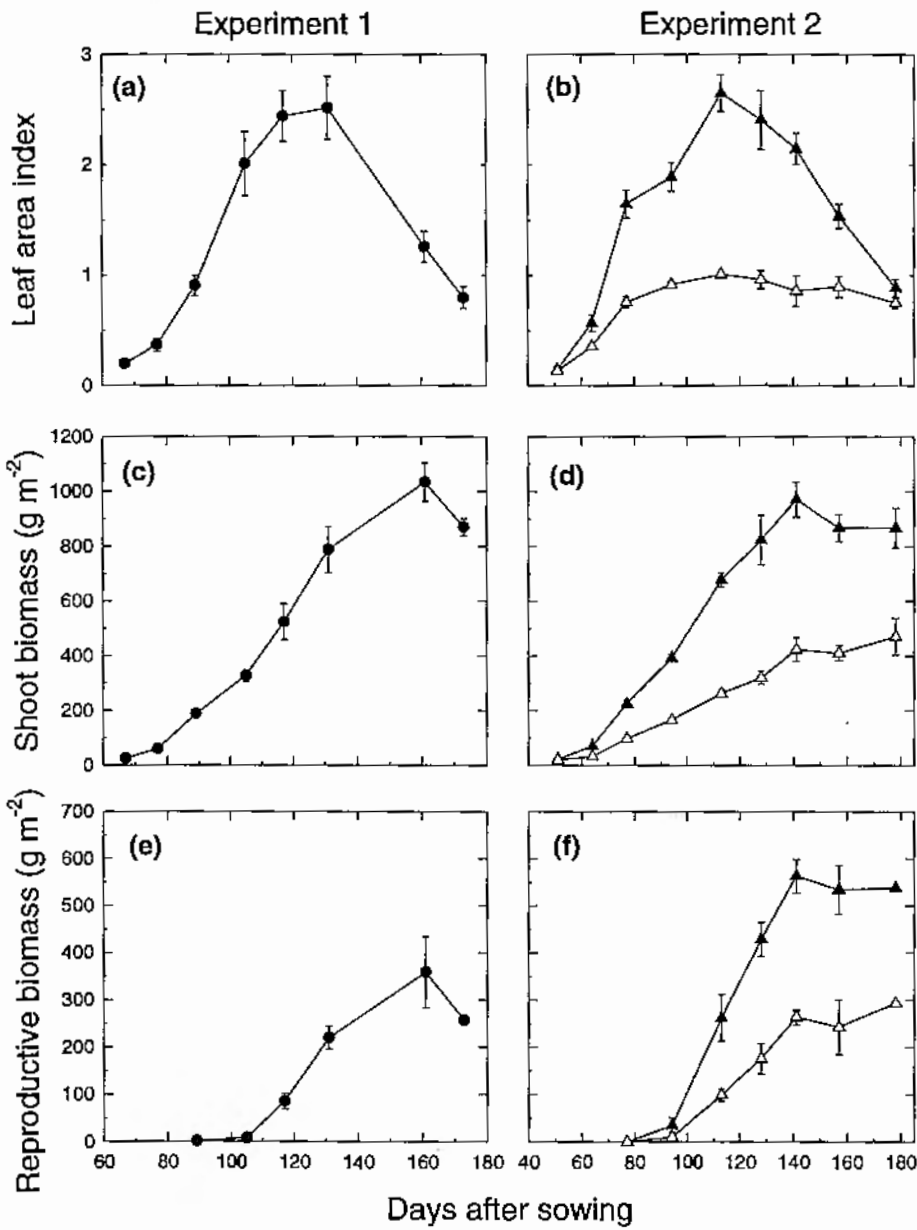 Experiment 1
Experiment 2
Leaf area index
3
2
1
0
(a)
(b)
Shoot biomass (g m-2)
1200
1000
800
600
400
200
0
(c)
(d)
Reproductive biomass (g m-2)
700
600
500
400
300
200
100
0
(e)
(f)
60 80 100 120 140 160 180
40 60 80 100 120 140 160 180
Days after sowing